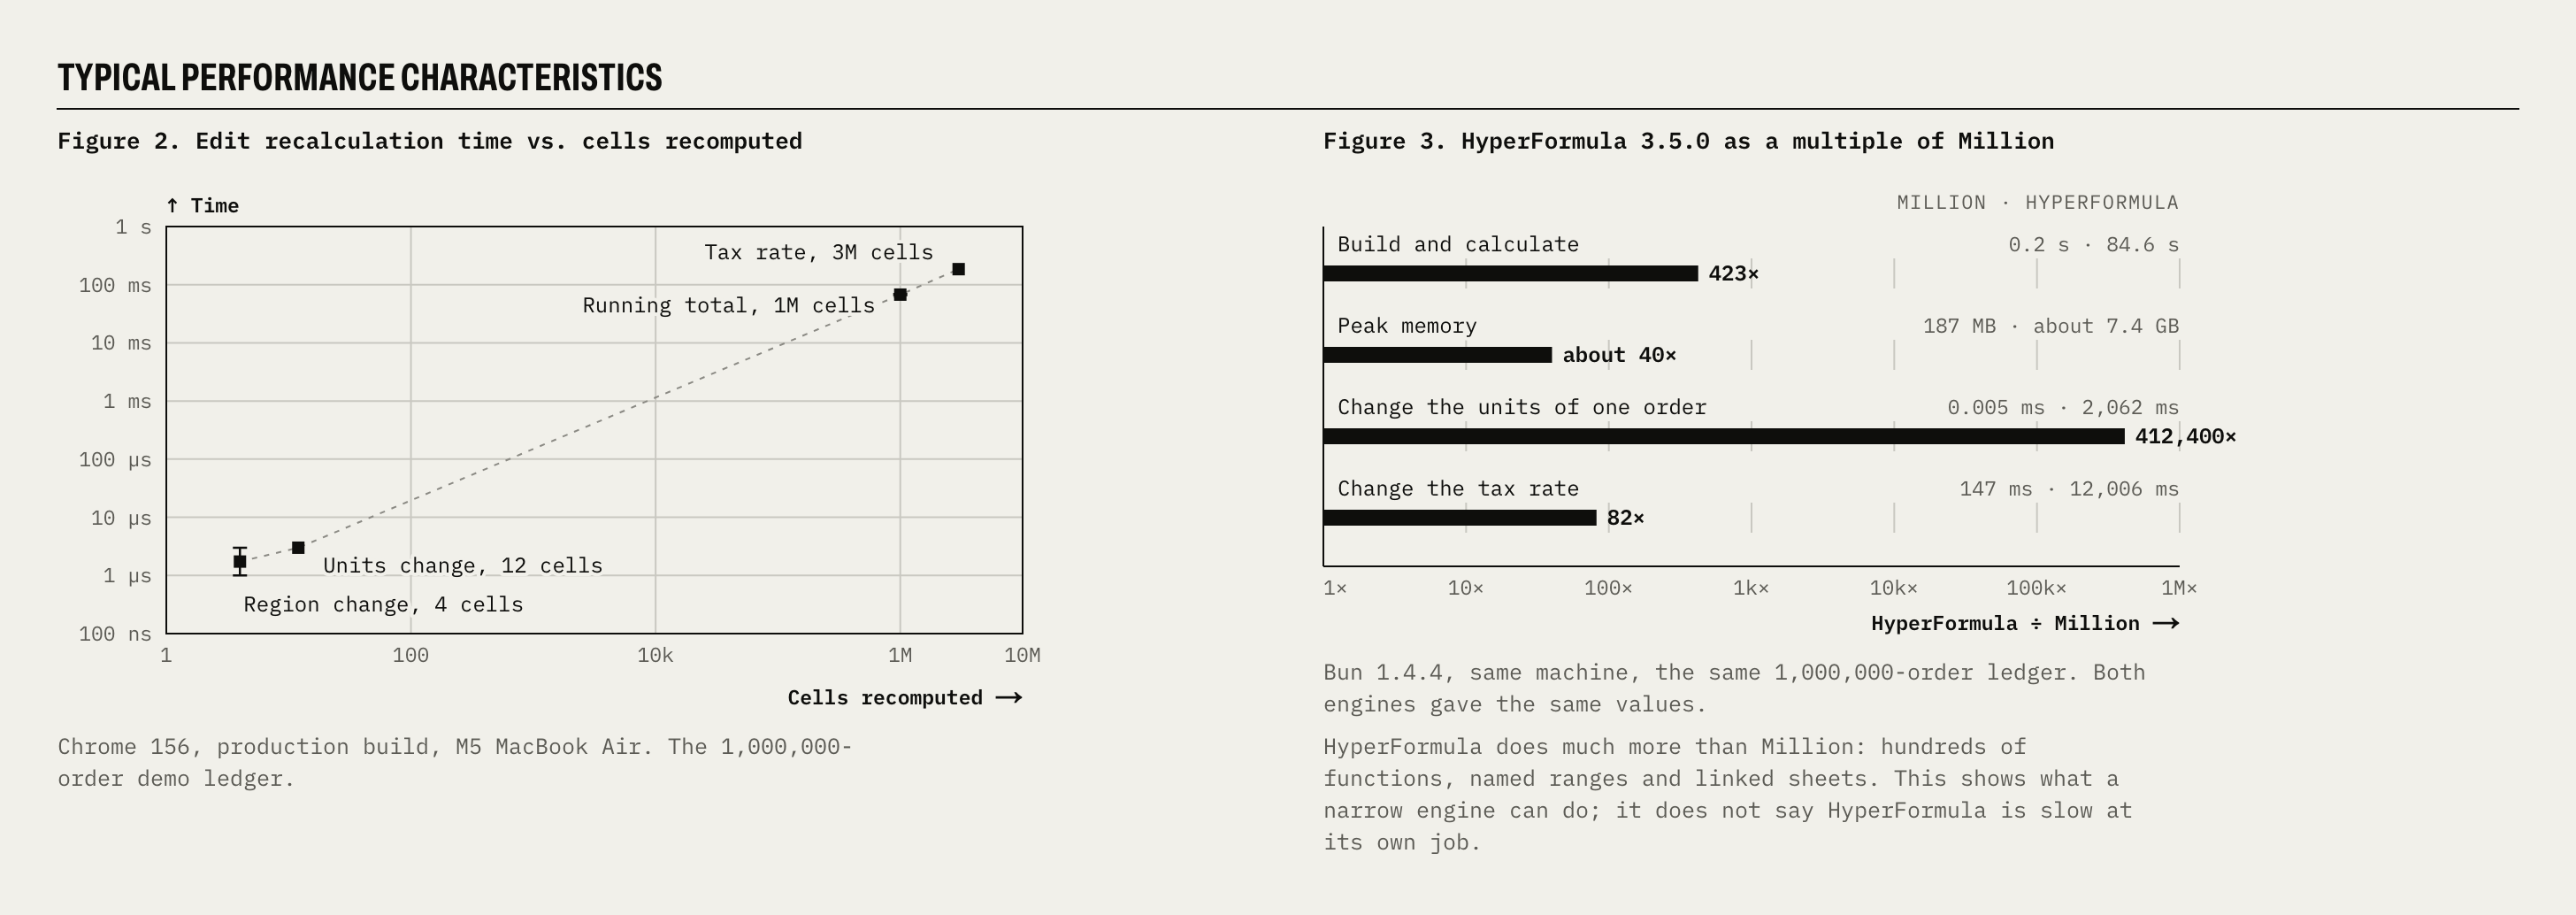 TYPICAL PERFORMANCE CHARACTERISTICS
Figure 2. Edit recalculation time vs. cells recomputed
↑ Time
1 s
100 ms
10 ms
1 ms
100 µs
10 µs
1 µs
100 ns
Tax rate, 3M cells
Running total, 1M cells
Units change, 12 cells
Region change, 4 cells
1 100 10k 1M 10M
Cells recomputed →
Chrome 156, production build, M5 MacBook Air. The 1,000,000-
order demo ledger.
Figure 3. HyperFormula 3.5.0 as a multiple of Million
MILLION · HYPERFORMULA
Build and calculate 0.2 s · 84.6 s
423×
Peak memory 187 MB · about 7.4 GB
about 40×
Change the units of one order 0.005 ms · 2,062 ms
412,400×
Change the tax rate 147 ms · 12,006 ms
82×
1× 10× 100× 1k× 10k× 100k× 1M×
HyperFormula ÷ Million →
Bun 1.4.4, same machine, the same 1,000,000-order ledger. Both
engines gave the same values.
HyperFormula does much more than Million: hundreds of
functions, named ranges and linked sheets. This shows what a
narrow engine can do; it does not say HyperFormula is slow at
its own job.